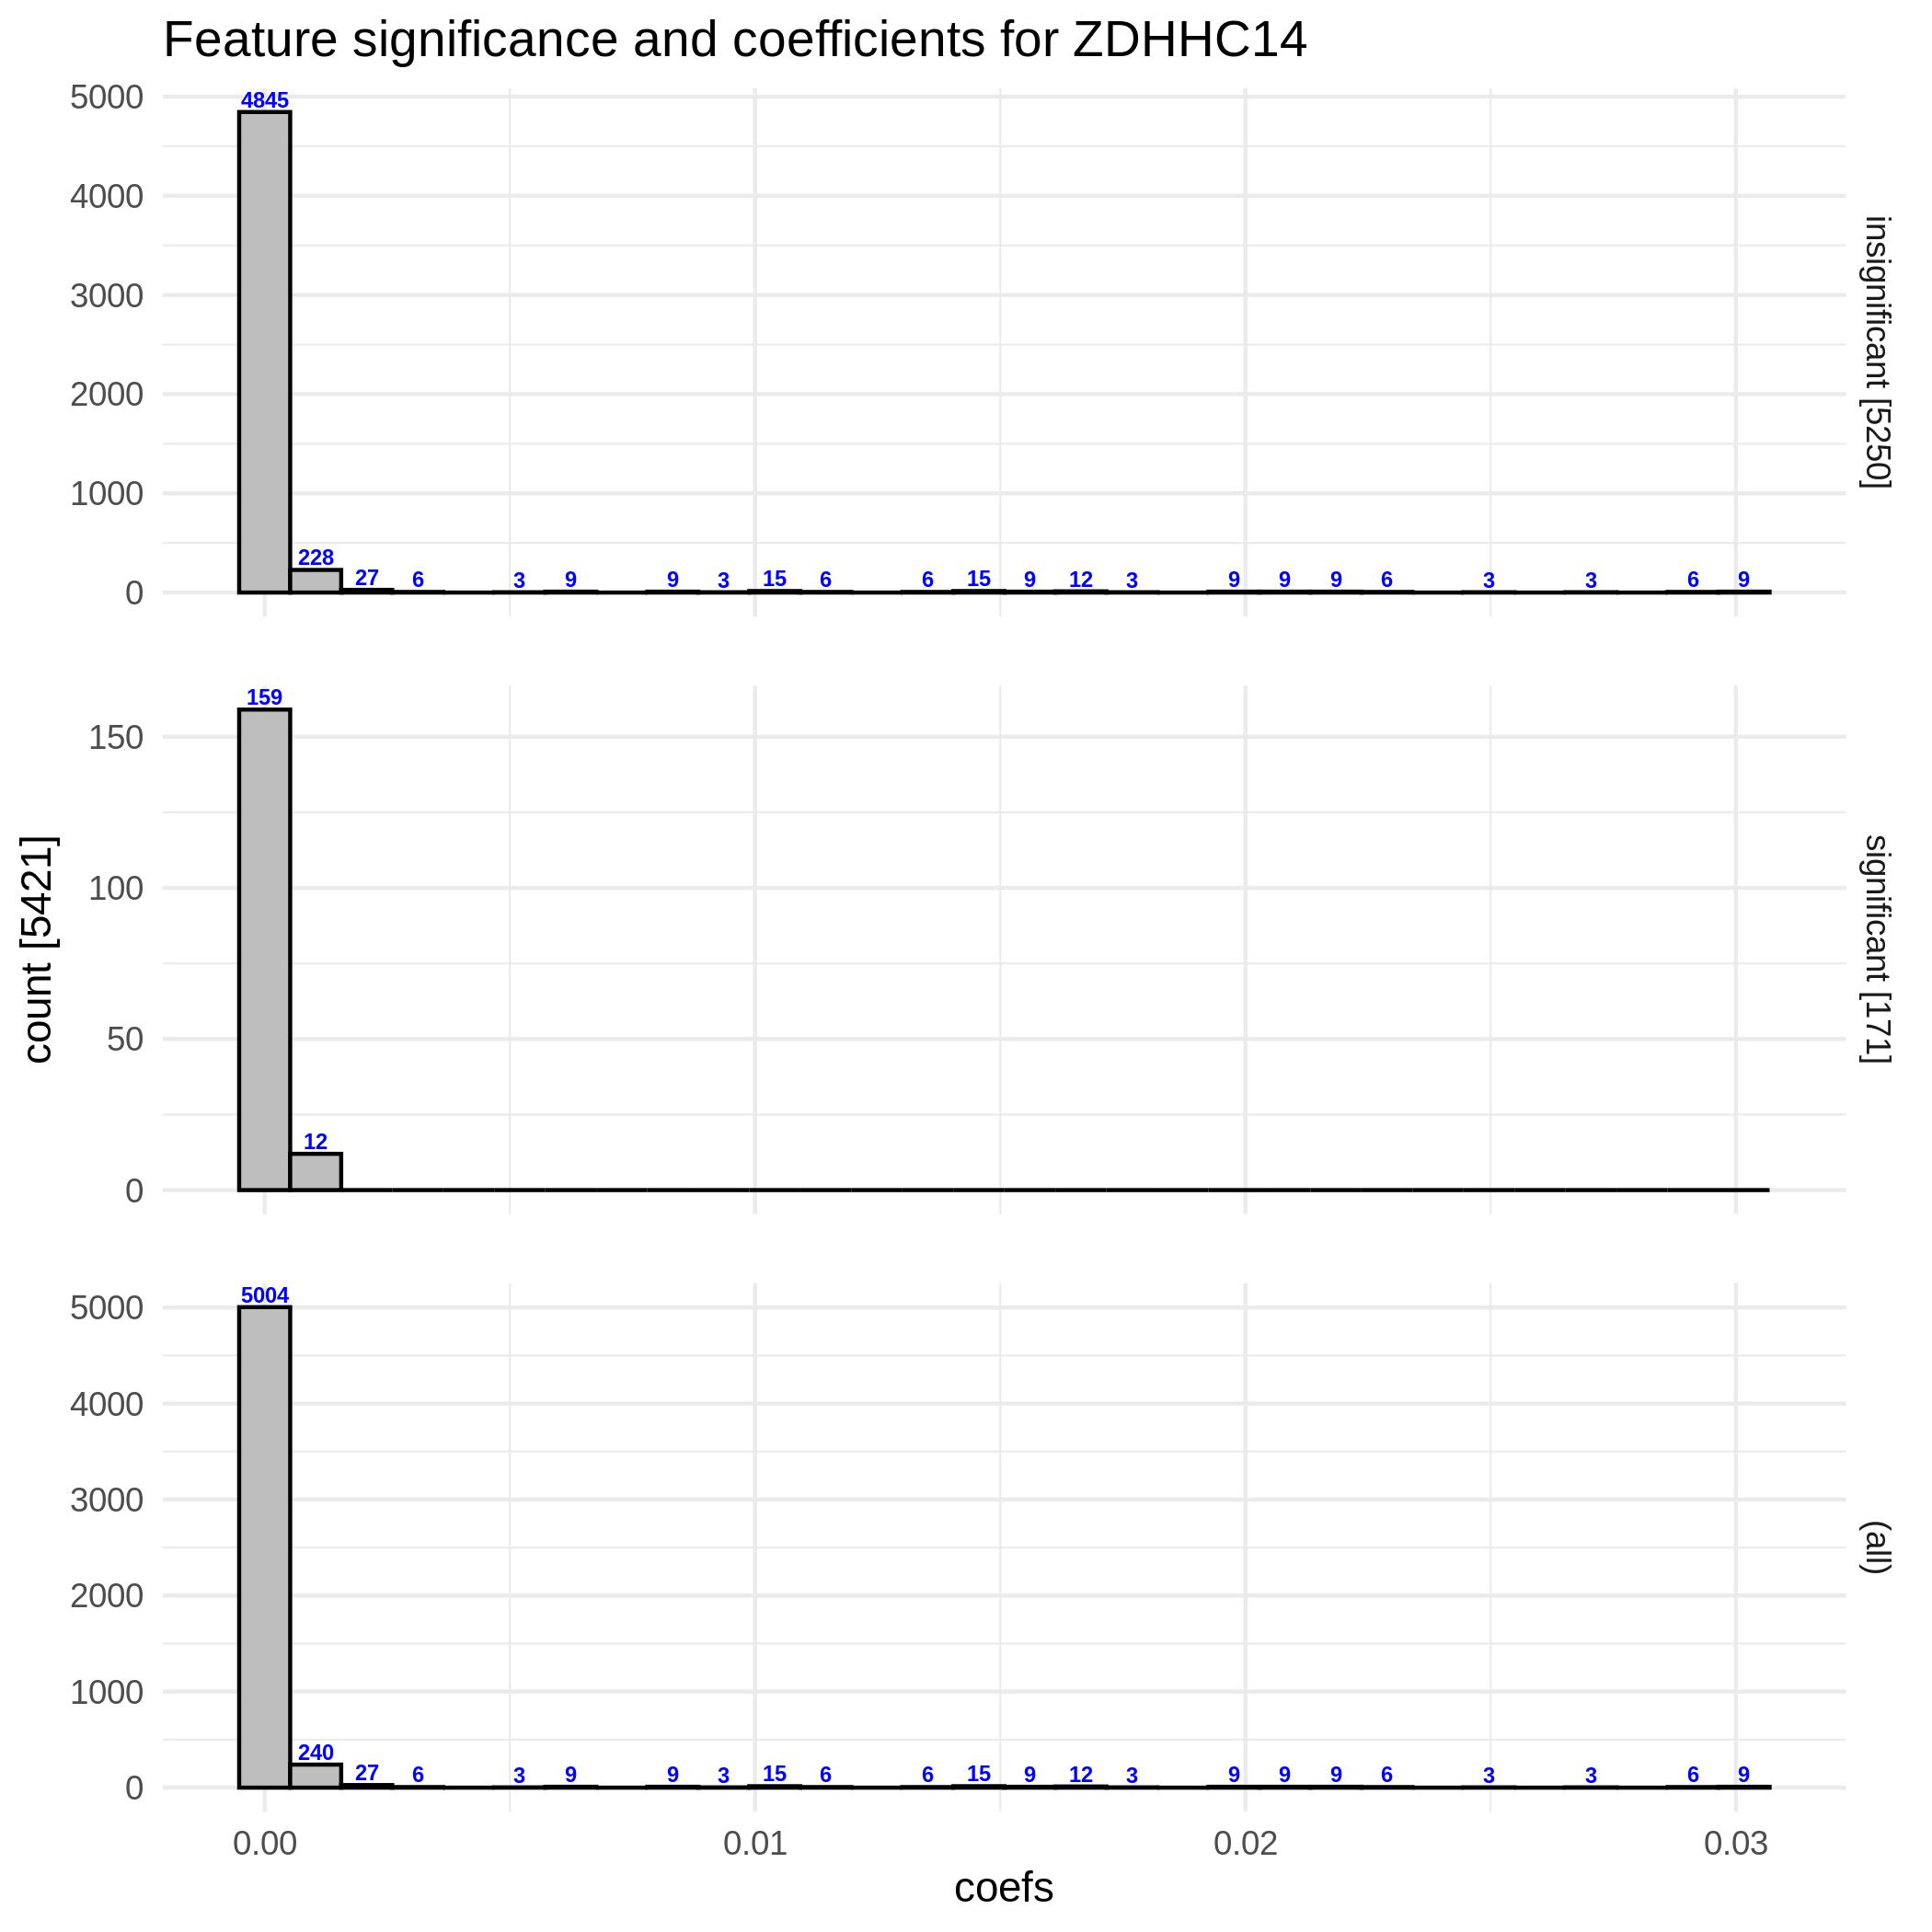 Feature significance and coefficients for ZDHHC14
5000
4000
3000
2000
1000
0
4845
228 27 6 3 9 9 3 15 6 6 15 9 12 3 9 9 9 6 3 3 6 9
insignificant [5250]
count [5421]
150
100
50
0
159
12
significant [171]
5000
4000
3000
2000
1000
0
5004
240 27 6 3 9 9 3 15 6 6 15 9 12 3 9 9 9 6 3 3 6 9
(all)
0.00 0.01 0.02 0.03
coefs